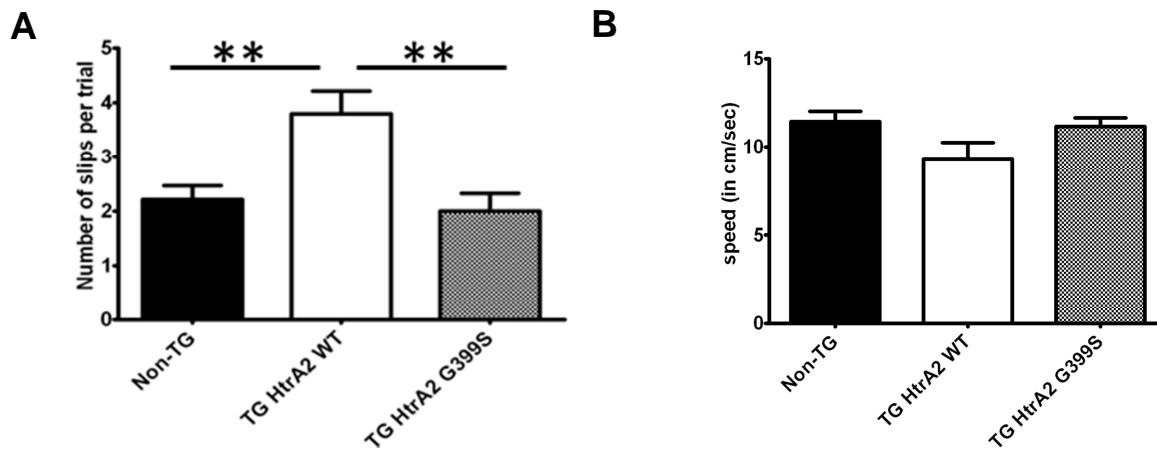 A
Number of slips per trial
5
4
3
2
1
0
** **
Non-TG
TG HtrA2 WT
TG HtrA2 G399S
B
speed (in cm/sec)
15
10
5
0
Non-TG
TG HtrA2 WT
TG HtrA2 G399S